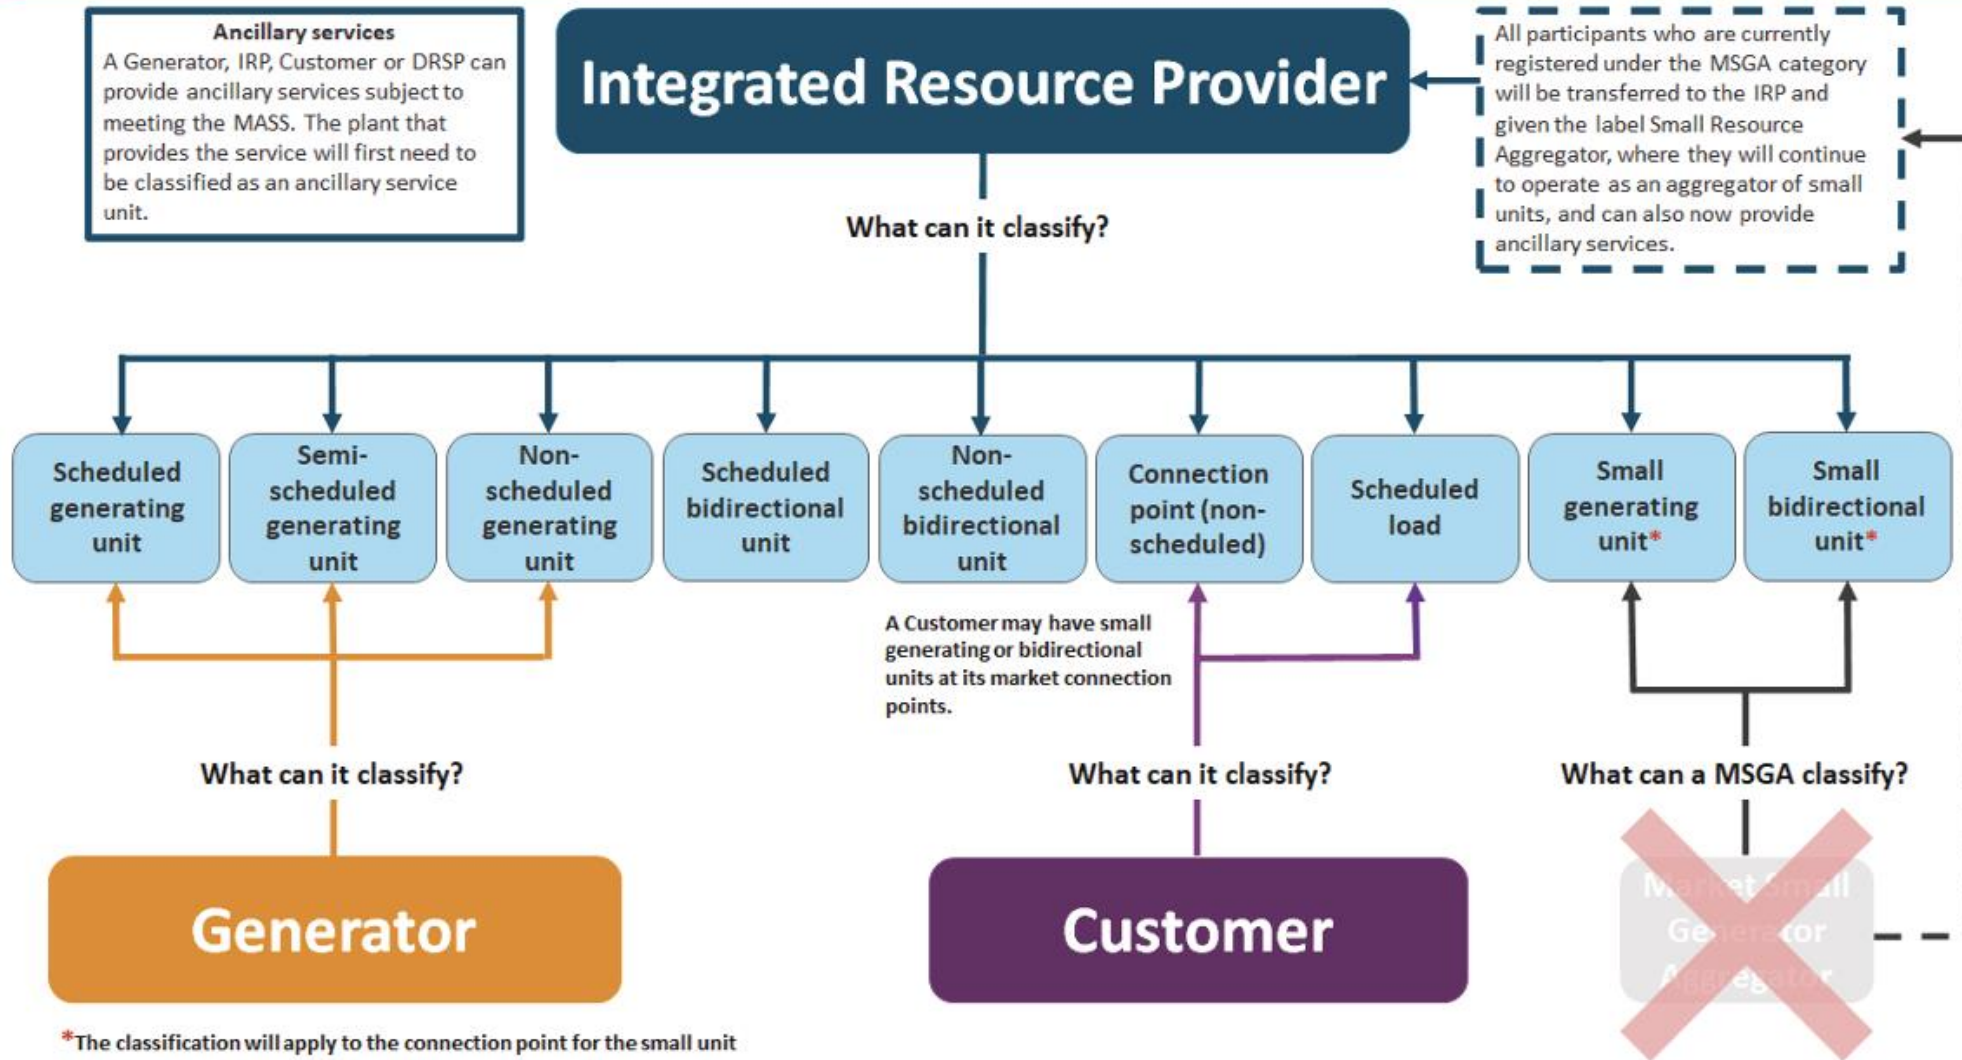 Ancillary services
A Generator, IRP, Customer or DRSP can
provide ancillary services subject to
meeting the MASS. The plant that
provides the service will first need to
be classified as an ancillary service
unit.
Integrated Resource Provider
All participants who are currently
registered under the MSGA category
will be transferred to the IRP and
given the label Small Resource
Aggregator, where they will continue
to operate as an aggregator of small
units, and can also now provide
ancillary services.
What can it classify?
Scheduled
generating
unit
Semi-
scheduled
generating
unit
Non-
scheduled
generating
unit
Scheduled
bidirectional
unit
Non-
scheduled
bidirectional
unit
Connection
point (non-
scheduled)
Scheduled
load
Small
generating
unit*
Small
bidirectional
unit*
A Customer may have small
generating or bidirectional
units at its market connection
points.
What can it classify?
What can it classify?
What can a MSGA classify?
Generator
Customer
Market Small
Generator
Aggregator
*The classification will apply to the connection point for the small unit